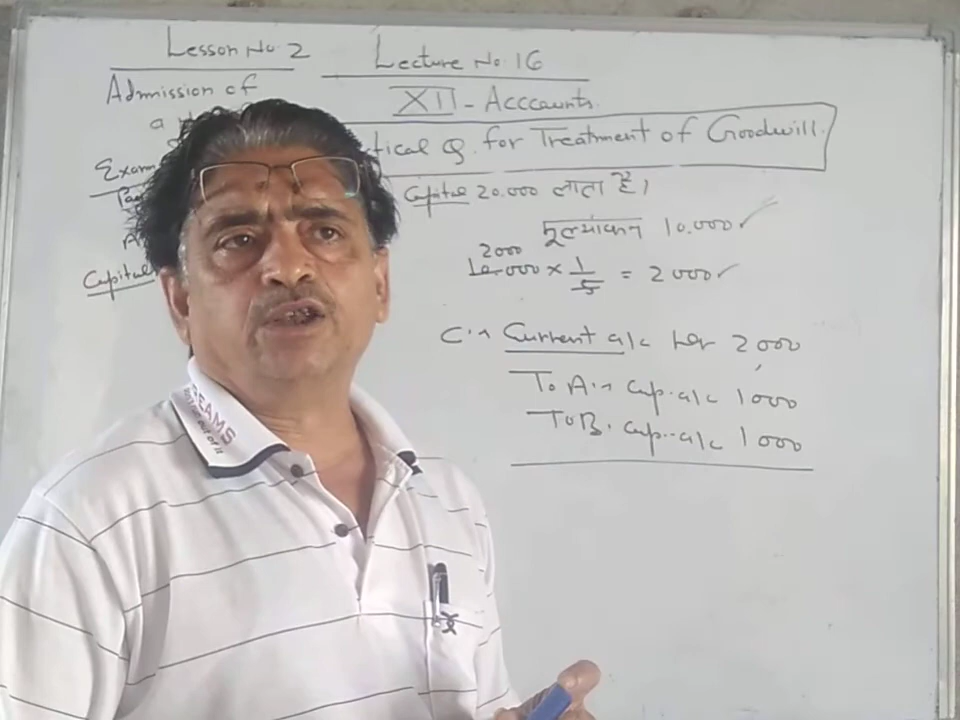 Lesson No. 2
Lecture No. 16
Admission of
a
XII - Acccounts.
tical Q. for Treatment of Goodwill.
Exam
Capital 20.000 लाता है।
मूल्यांकन 10.000 ✓
A
2000
Capital
10.000 × 1/5 = 2000 ✓
C's Current a/c Dr 2000
To A's cap. a/c 1000
To B. cap. a/c 1000
EAMS